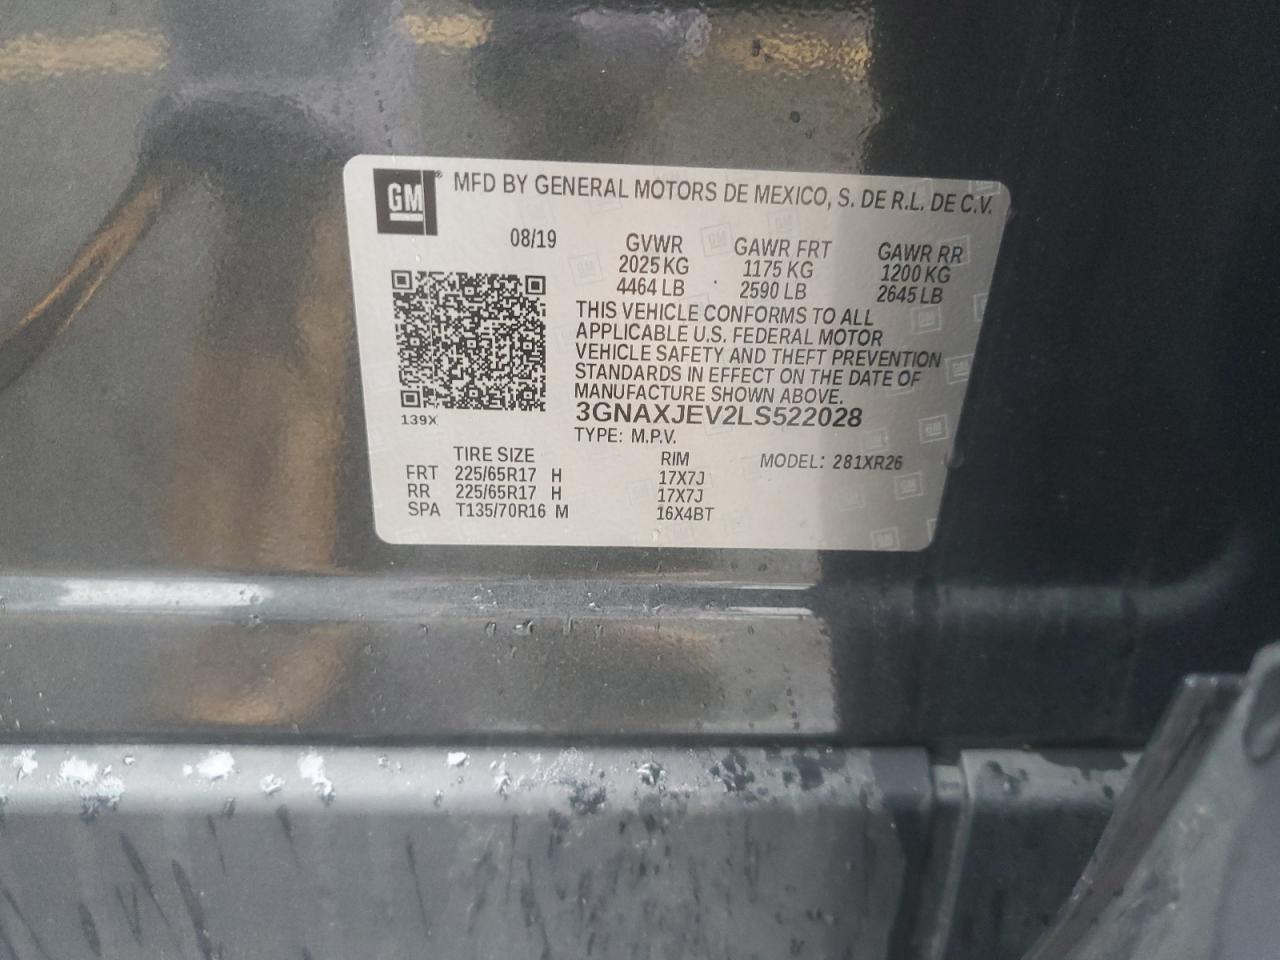 GM® MFD BY GENERAL MOTORS DE MEXICO, S. DE R.L. DE C.V.
08/19 GVWR GAWR FRT GAWR RR
2025 KG 1175 KG 1200 KG
4464 LB 2590 LB 2645 LB
THIS VEHICLE CONFORMS TO ALL
APPLICABLE U.S. FEDERAL MOTOR
VEHICLE SAFETY AND THEFT PREVENTION
STANDARDS IN EFFECT ON THE DATE OF
MANUFACTURE SHOWN ABOVE.
139X 3GNAXJEV2LS522028
TYPE: M.P.V.
TIRE SIZE RIM MODEL: 281XR26
FRT 225/65R17 H 17X7J
RR 225/65R17 H 17X7J
SPA T135/70R16 M 16X4BT